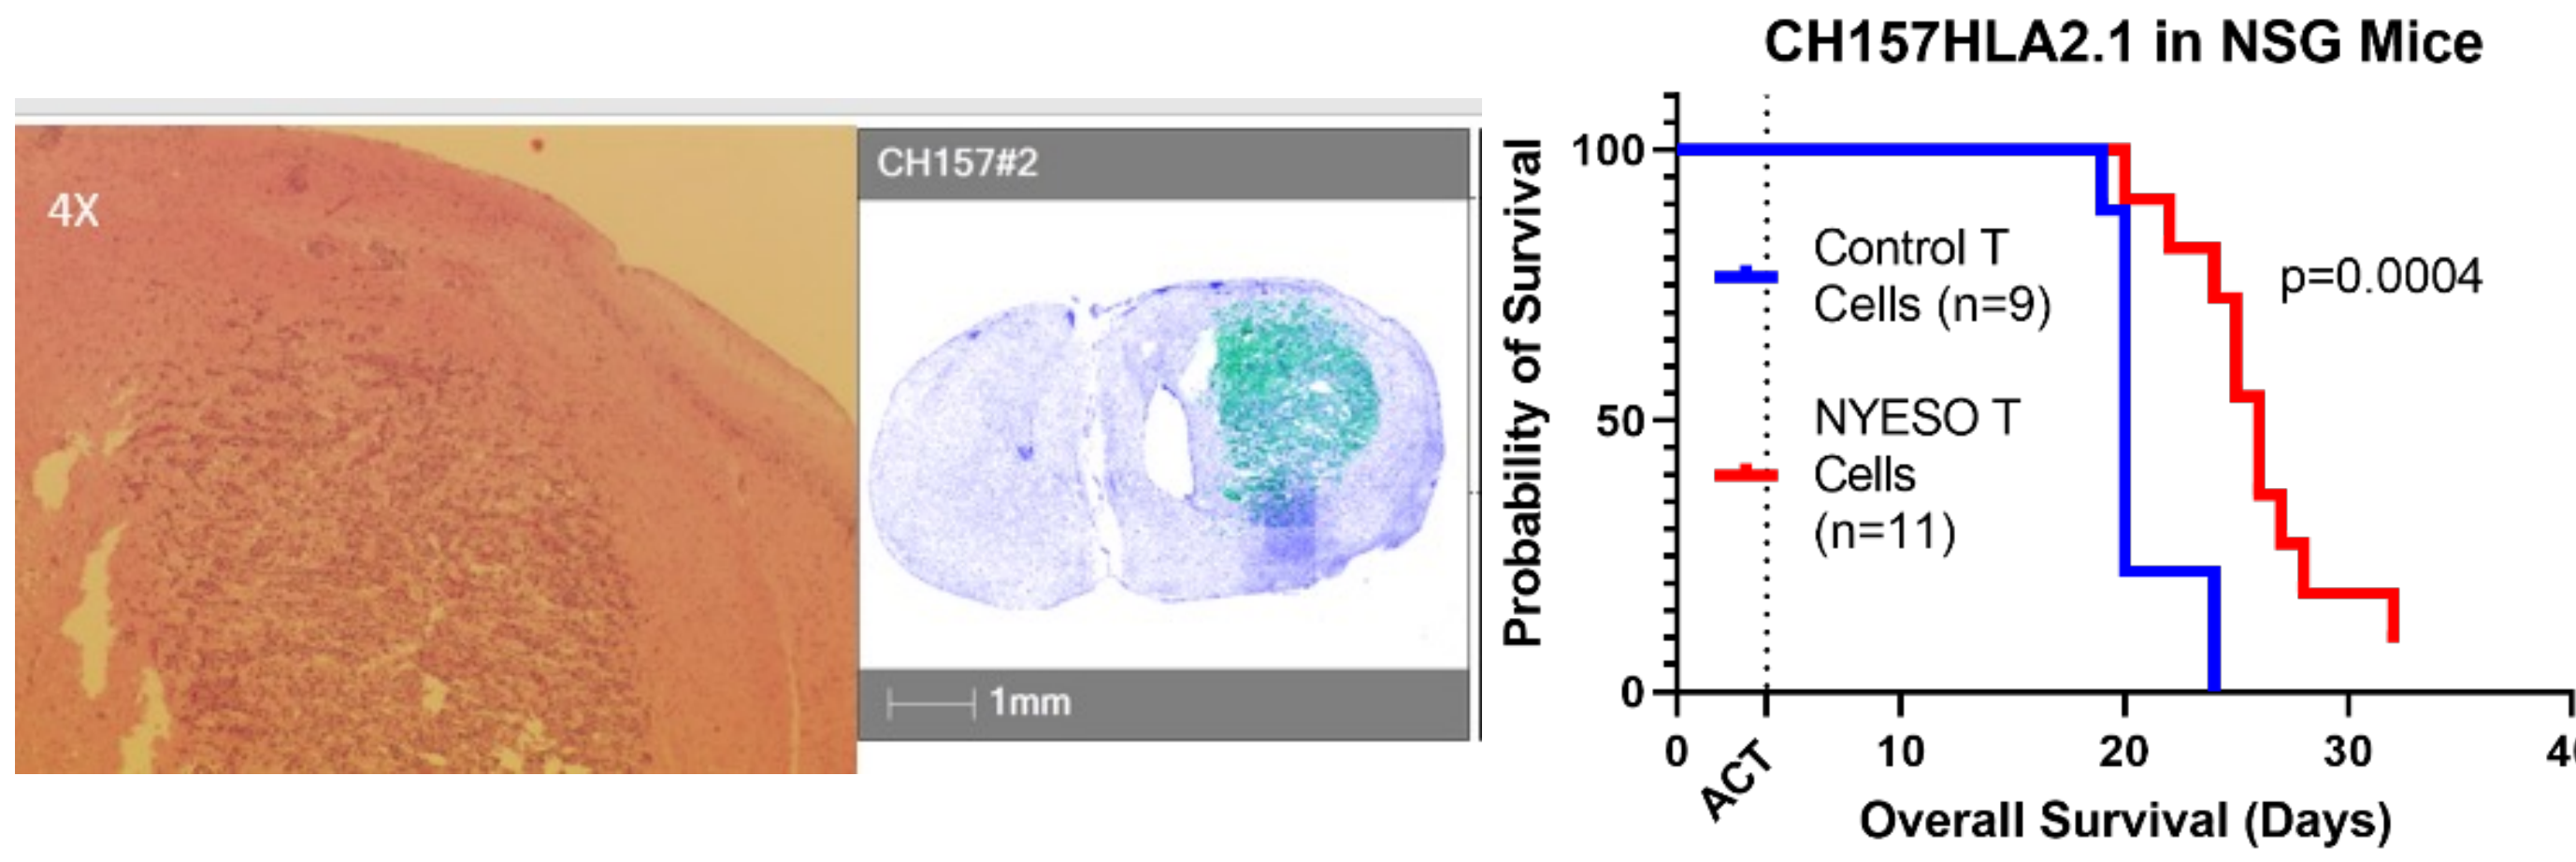 4X
CH157#2
1mm
CH157HLA2.1 in NSG Mice
Probability of Survival
100
50
0
Control T
Cells (n=9)
NYESO T
Cells
(n=11)
p=0.0004
0
ACT
10
20
30
Overall Survival (Days)